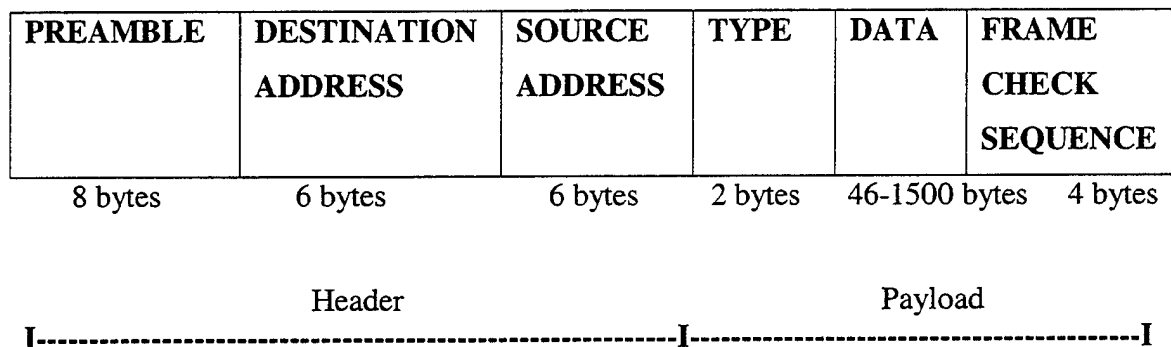 PREAMBLE DESTINATION SOURCE TYPE DATA FRAME
ADDRESS ADDRESS CHECK
SEQUENCE
8 bytes 6 bytes 6 bytes 2 bytes 46-1500 bytes 4 bytes
Header Payload
I--------------------------------------------------------------I-------------------------------------------I